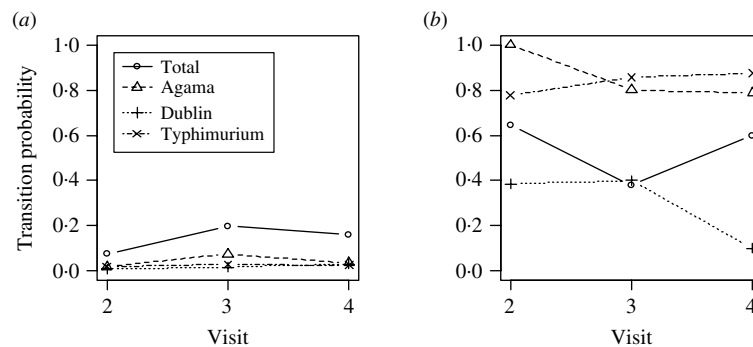 (a)
(b)
Transition probability
1·0
0·8
0·6
0·4
0·2
0·0
Total
Agama
Dublin
Typhimurium
2
3
4
Visit
1·0
0·8
0·6
0·4
0·2
0·0
2
3
4
Visit